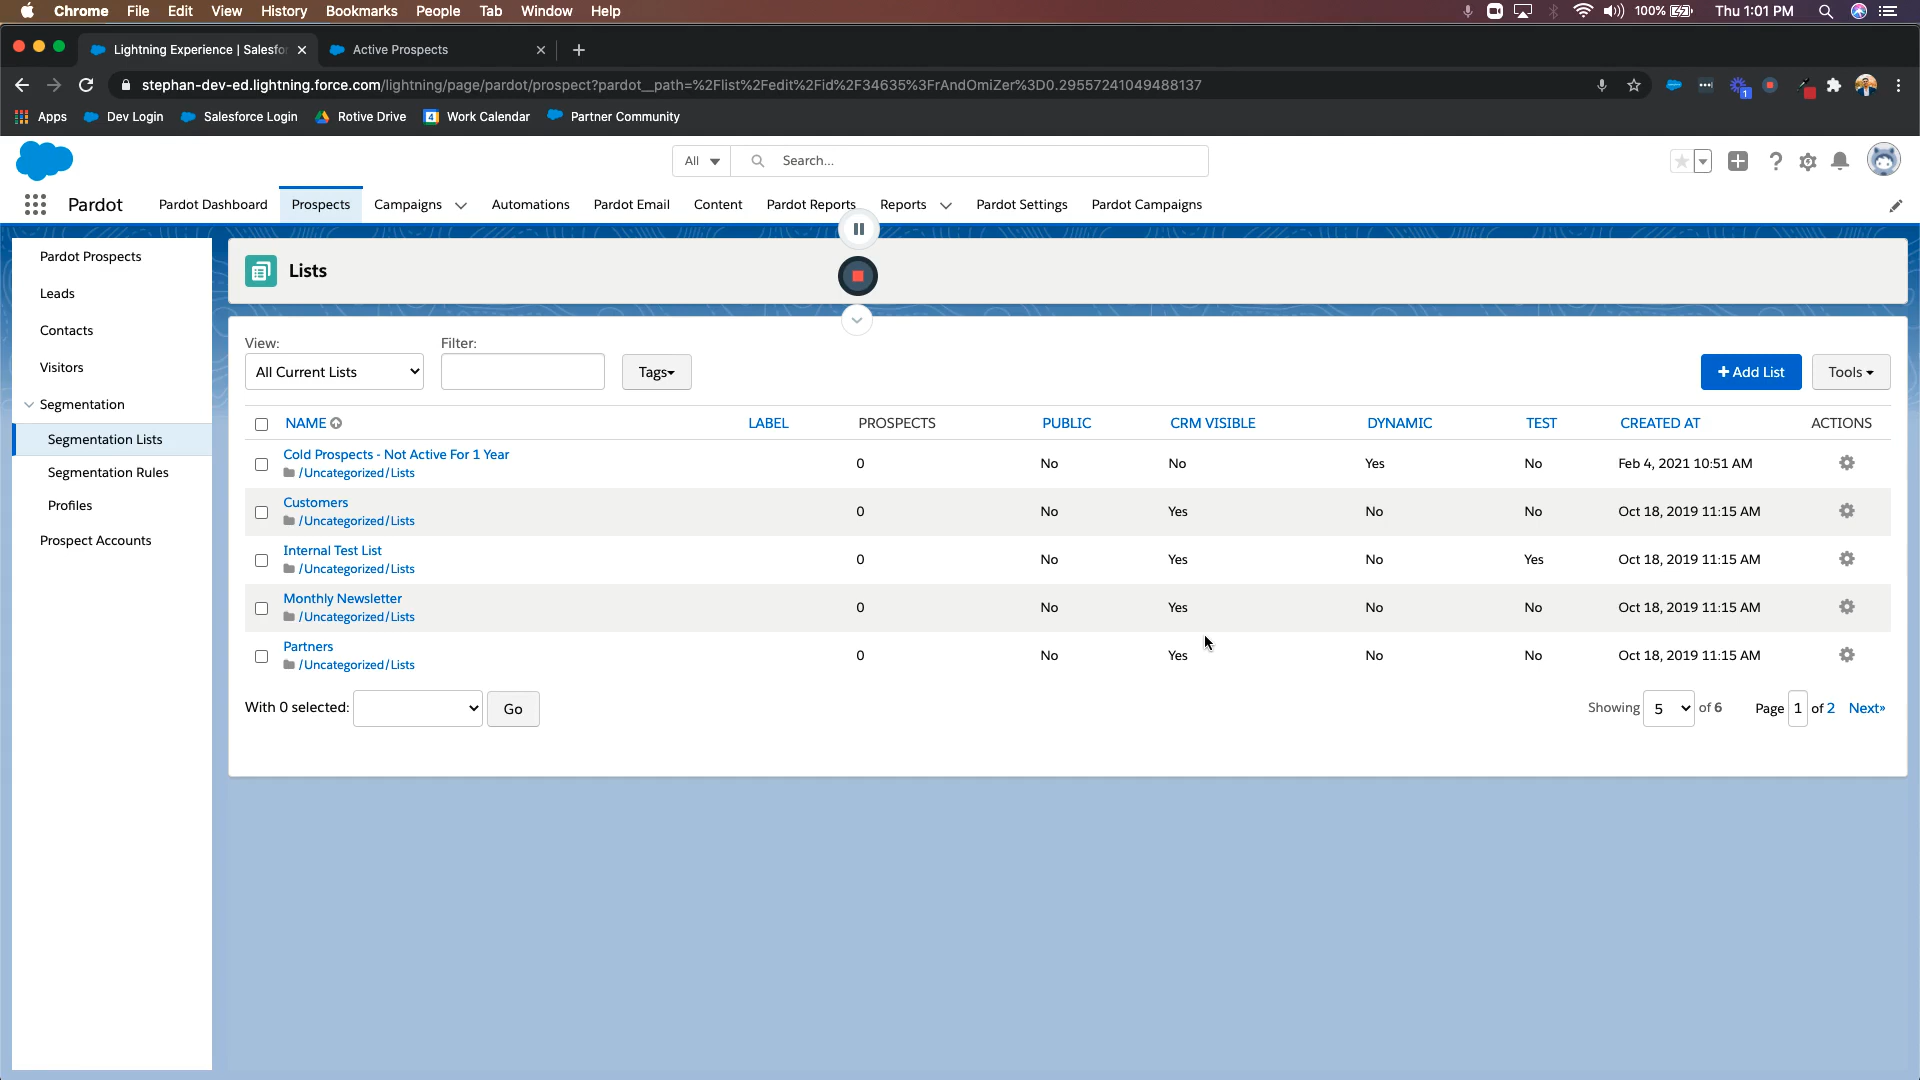 Chrome File Edit View History Bookmarks People Tab Window Help 100% Thu 1:01 PM
Lightning Experience | Salesfor Active Prospects
stephan-dev-ed.lightning.force.com/lightning/page/pardot/prospect?pardot__path=%2Flist%2Fedit%2Fid%2F34635%3FrAndOmiZer%3D0.29557241049488137
1
Apps Dev Login Salesforce Login Rotive Drive 4 Work Calendar Partner Community
All Search...
Pardot Pardot Dashboard Prospects Campaigns Automations Pardot Email Content Pardot Reports Reports Pardot Settings Pardot Campaigns
Pardot Prospects
Leads
Contacts
Visitors
Segmentation
Segmentation Lists
Segmentation Rules
Profiles
Prospect Accounts
Lists
View: Filter:
All Current Lists Tags + Add List Tools
NAME LABEL PROSPECTS PUBLIC CRM VISIBLE DYNAMIC TEST CREATED AT ACTIONS
Cold Prospects - Not Active For 1 Year 0 No No Yes No Feb 4, 2021 10:51 AM
/Uncategorized/Lists
Customers 0 No Yes No No Oct 18, 2019 11:15 AM
/Uncategorized/Lists
Internal Test List 0 No Yes No Yes Oct 18, 2019 11:15 AM
/Uncategorized/Lists
Monthly Newsletter 0 No Yes No No Oct 18, 2019 11:15 AM
/Uncategorized/Lists
Partners 0 No Yes No No Oct 18, 2019 11:15 AM
/Uncategorized/Lists
With 0 selected: Go Showing 5 of 6 Page 1 of 2 Next»